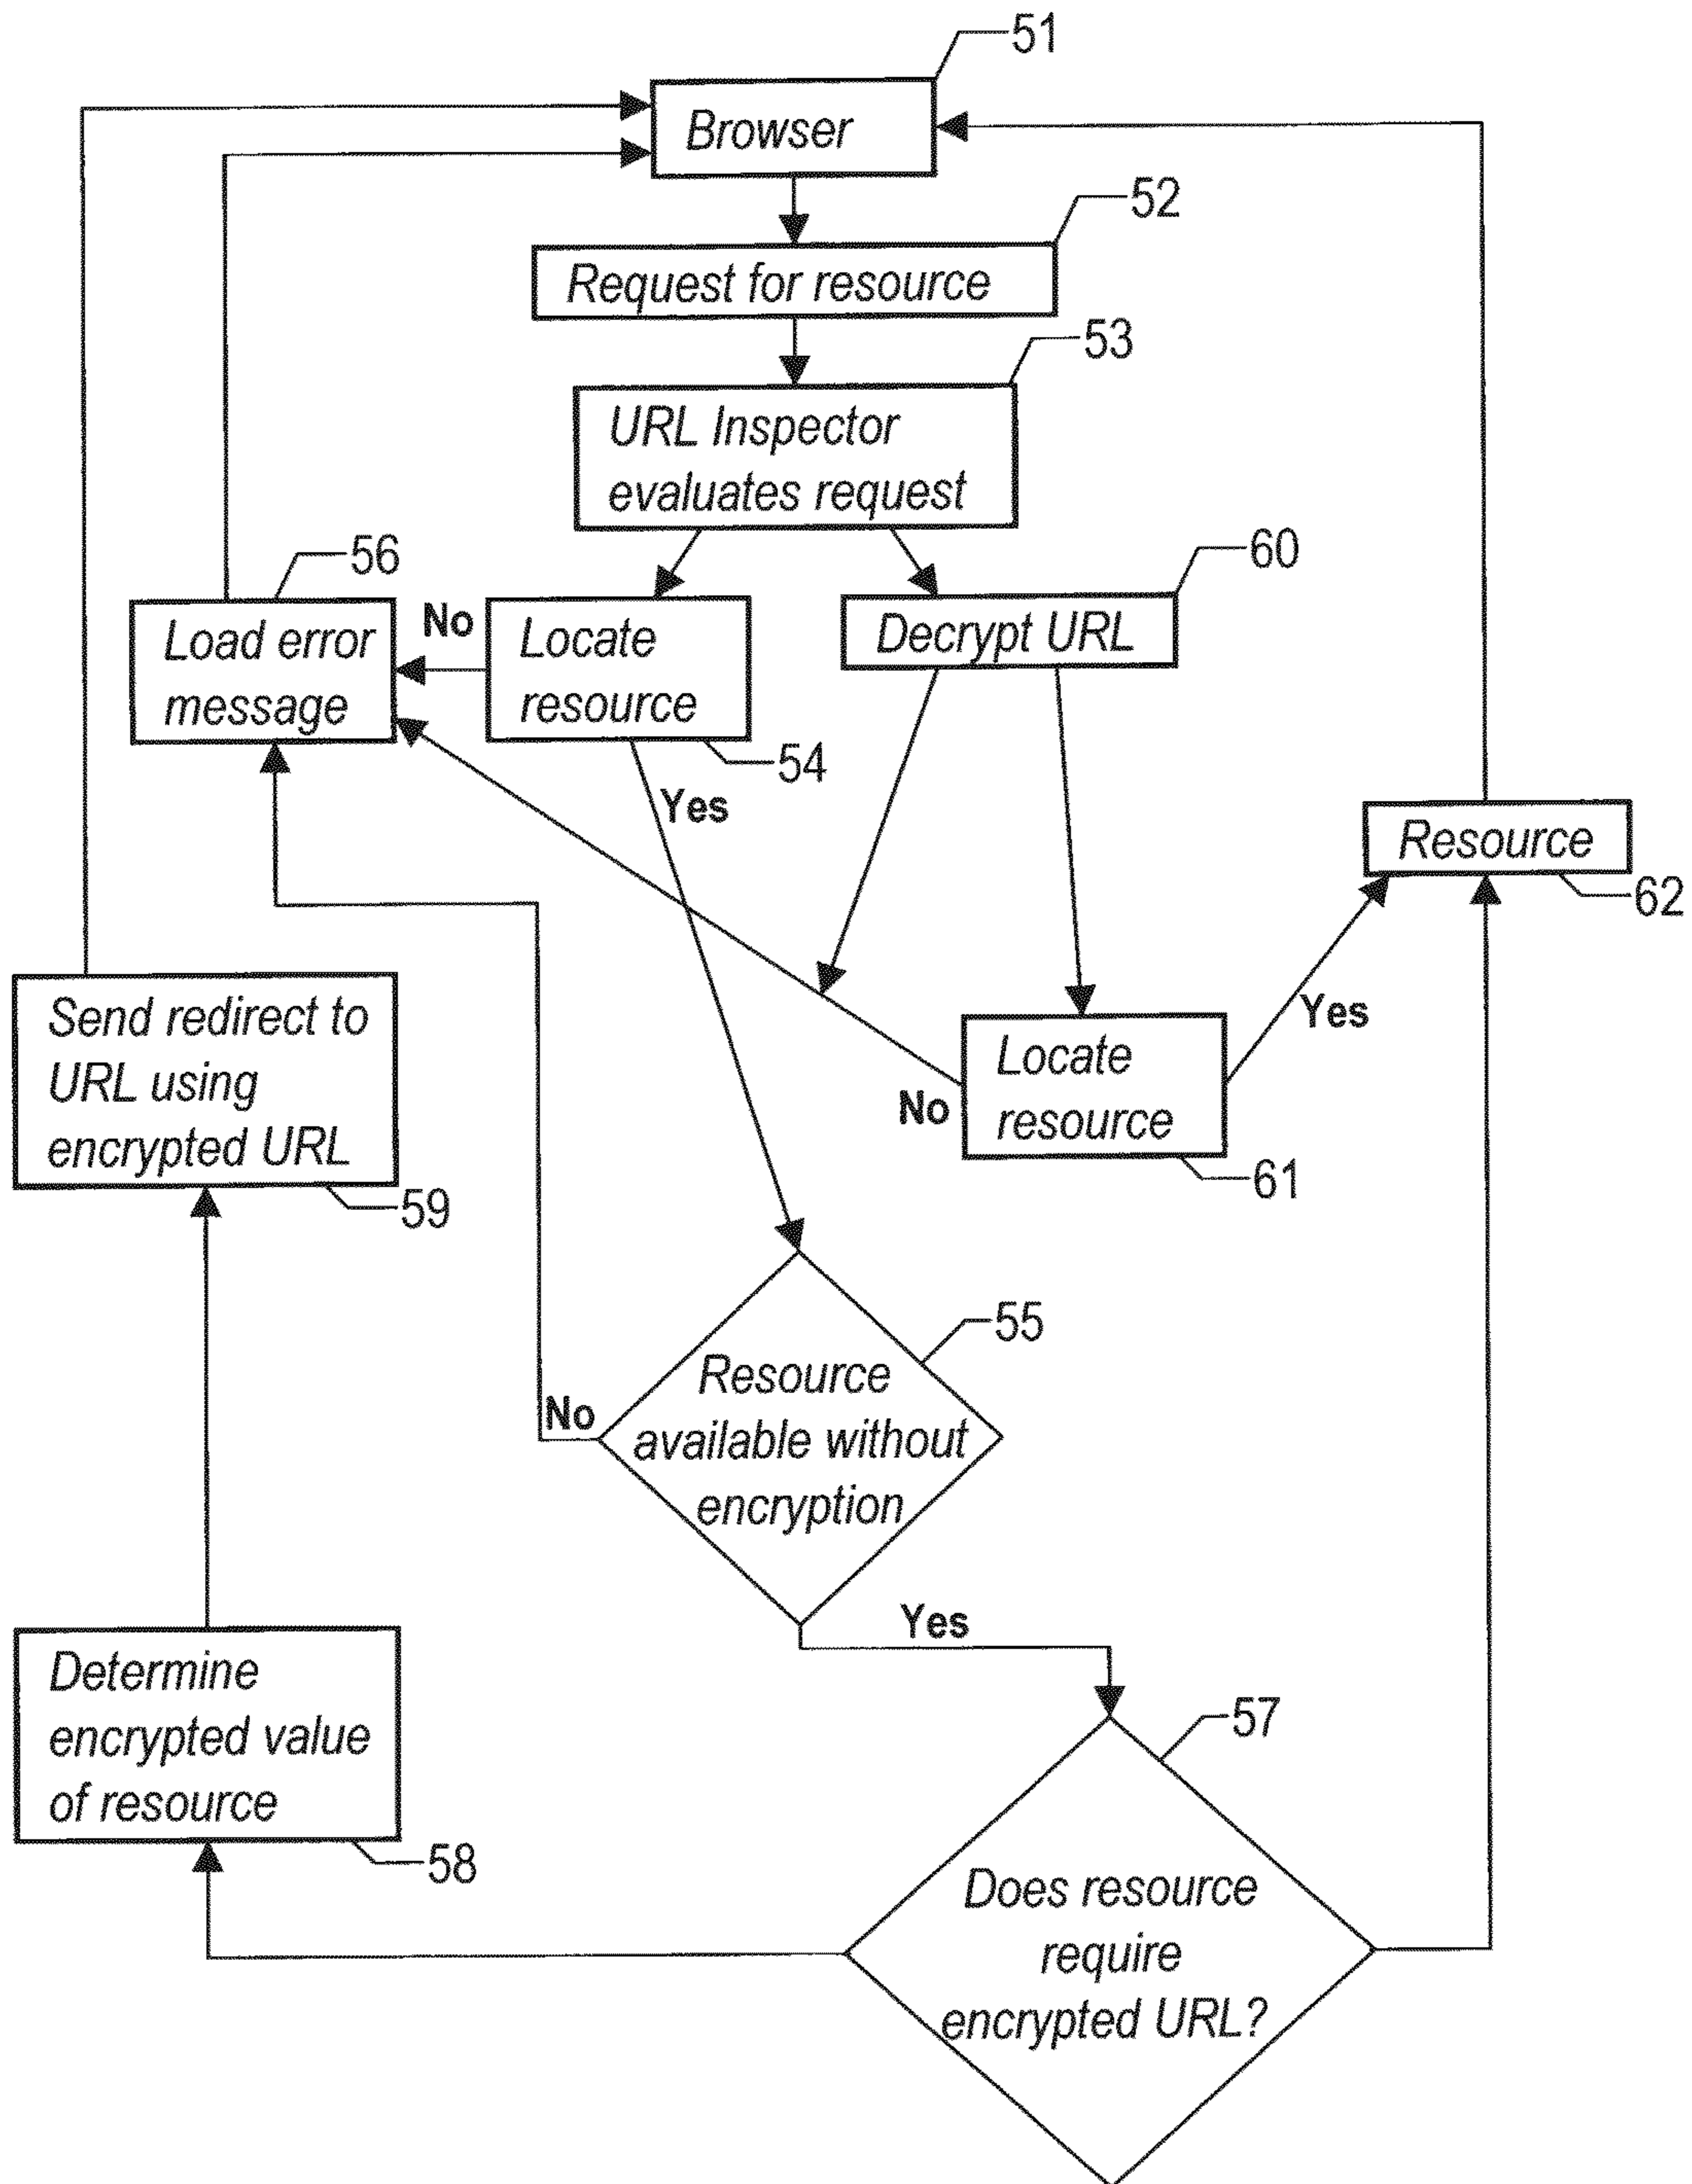 51
Browser
52
Request for resource
53
URL Inspector
evaluates request
56
Load error
message
No
Locate
resource
54
60
Decrypt URL
Yes
Resource
62
Send redirect to
URL using
encrypted URL
59
Yes
Locate
resource
No
61
55
Resource
available without
encryption
No
Yes
Determine
encrypted value
of resource
58
57
Does resource
require
encrypted URL?